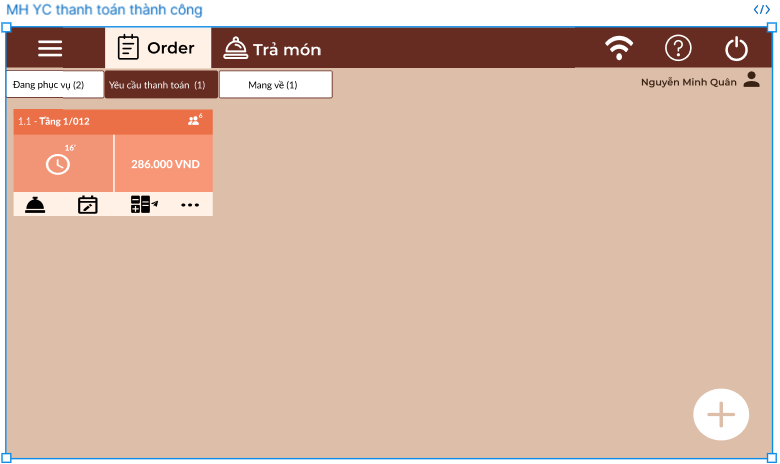 MH YC thanh toán thành công
Order
Trả món
?
Đang phục vụ (2)
Yêu cầu thanh toán (1)
Mang về (1)
Nguyễn Minh Quân
1.1 - Tầng 1/012
6
16'
286.000 VND